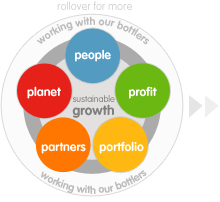 rollover for more
working with our bottlers
people
planet
profit
sustainable
growth
partners
portfolio
working with our bottlers